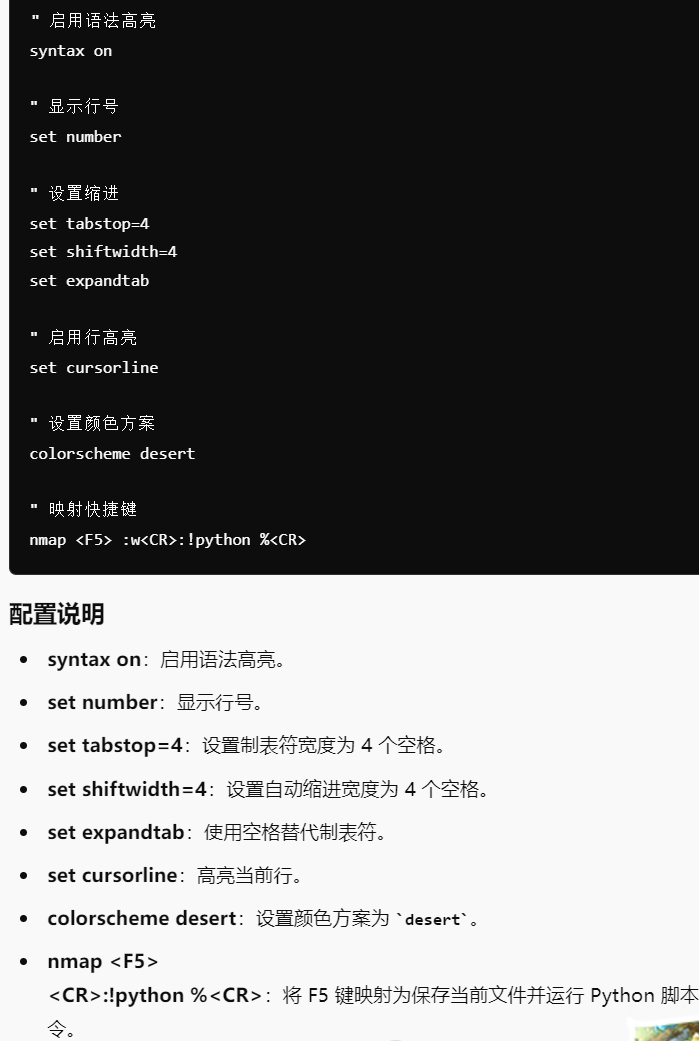 " 启用语法高亮
syntax on
" 显示行号
set number
" 设置缩进
set tabstop=4
set shiftwidth=4
set expandtab
" 启用行高亮
set cursorline
" 设置颜色方案
colorscheme desert
" 映射快捷键
nmap <F5> :w<CR>:!python %<CR>
配置说明
• syntax on：启用语法高亮。
• set number：显示行号。
• set tabstop=4：设置制表符宽度为 4 个空格。
• set shiftwidth=4：设置自动缩进宽度为 4 个空格。
• set expandtab：使用空格替代制表符。
• set cursorline：高亮当前行。
• colorscheme desert：设置颜色方案为 `desert`。
• nmap <F5>
<CR>:!python %<CR>：将 F5 键映射为保存当前文件并运行 Python 脚本
令。